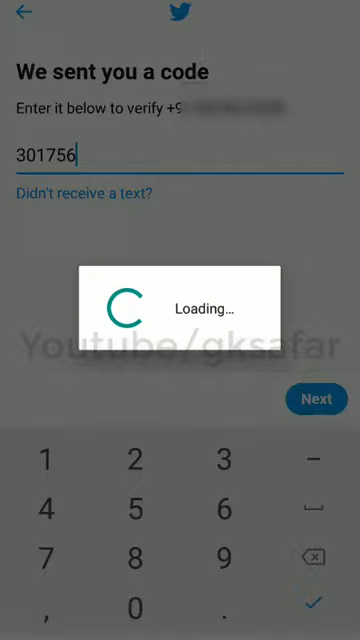 We sent you a code
Enter it below to verify +9
301756
Didn't receive a text?
Loading...
Youtube/gksafar
Next
1 2 3 –
4 5 6
7 8 9
, 0 .